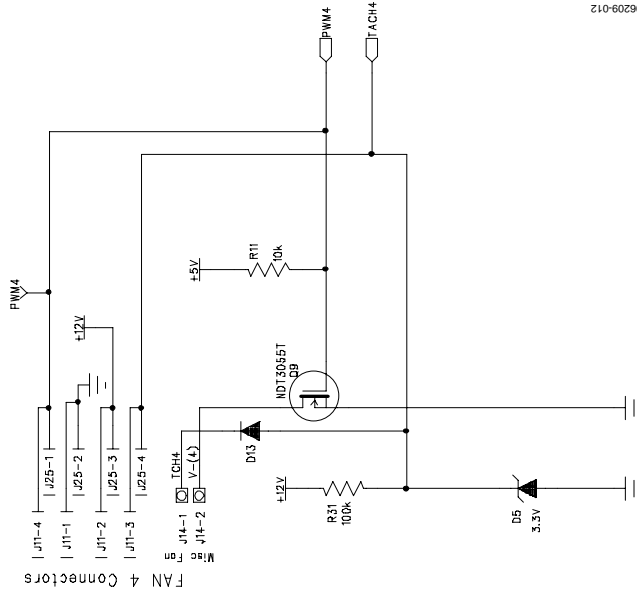 6209-012
PWM4
TACH4
PWM4
+12V
+5V
R11
10k
J11-4
J25-1
J11-1
J25-2
J11-2
J25-3
J11-3
J25-4
FAN 4 Connectors
NDT3055T
TCH4
V-(4)
J14-1
J14-2
Misc Fan
D13
+12V
R31
100k
D5
3.3V